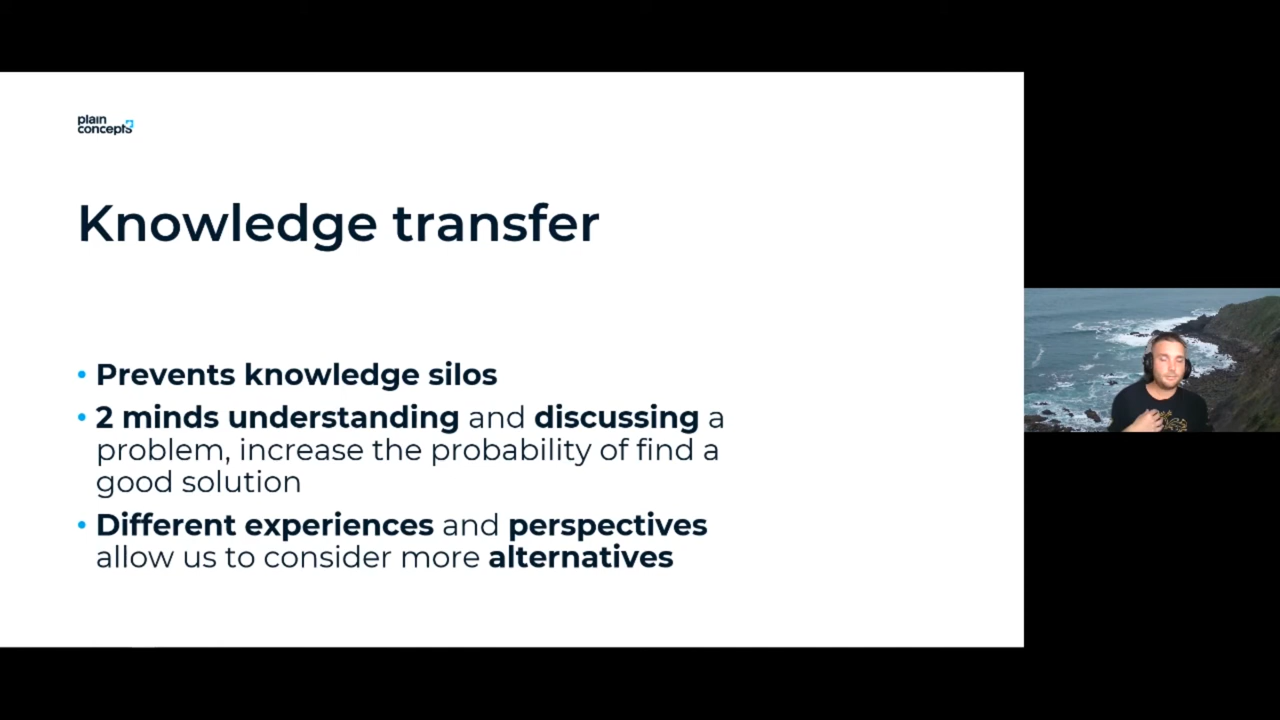 plain
concepts
Knowledge transfer
• Prevents knowledge silos
• 2 minds understanding and discussing a
problem, increase the probability of find a
good solution
• Different experiences and perspectives
allow us to consider more alternatives